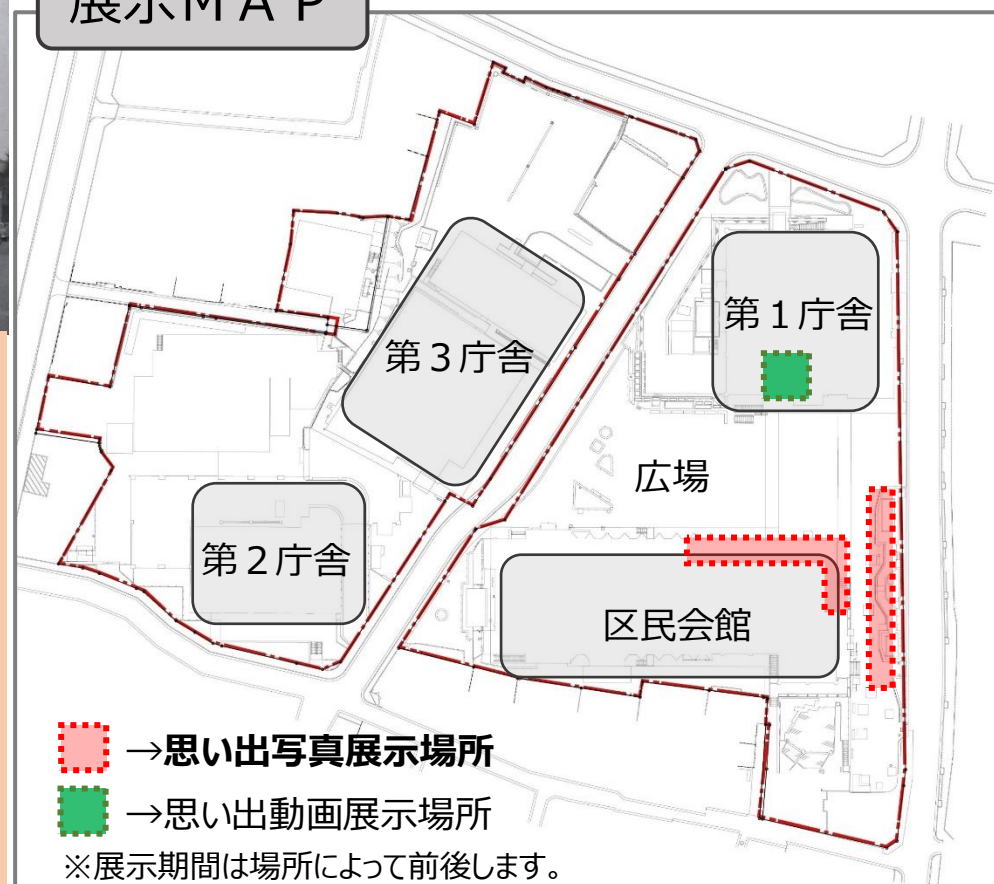 展示ＭＡＰ
第１庁舎
第３庁舎
広場
第２庁舎
区民会館
→思い出写真展示場所
→思い出動画展示場所
※展示期間は場所によって前後します。